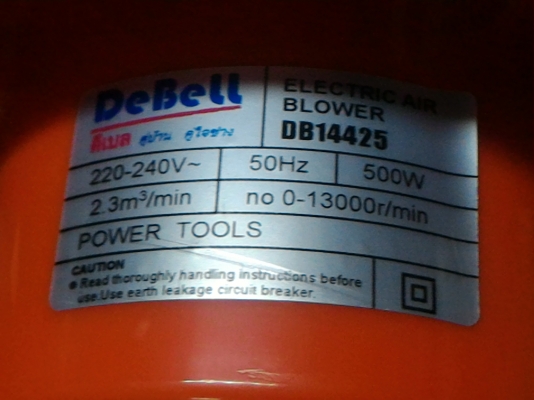 DeBell
ดีเบล คู่บ้าน คู่ใจช่าง
ELECTRIC AIR
BLOWER
DB14425
220-240V~ 50Hz 500W
2.3m³/min no 0-13000r/min
POWER TOOLS
CAUTION
● Read thoroughly handling instructions before
use.Use earth leakage circuit breaker.